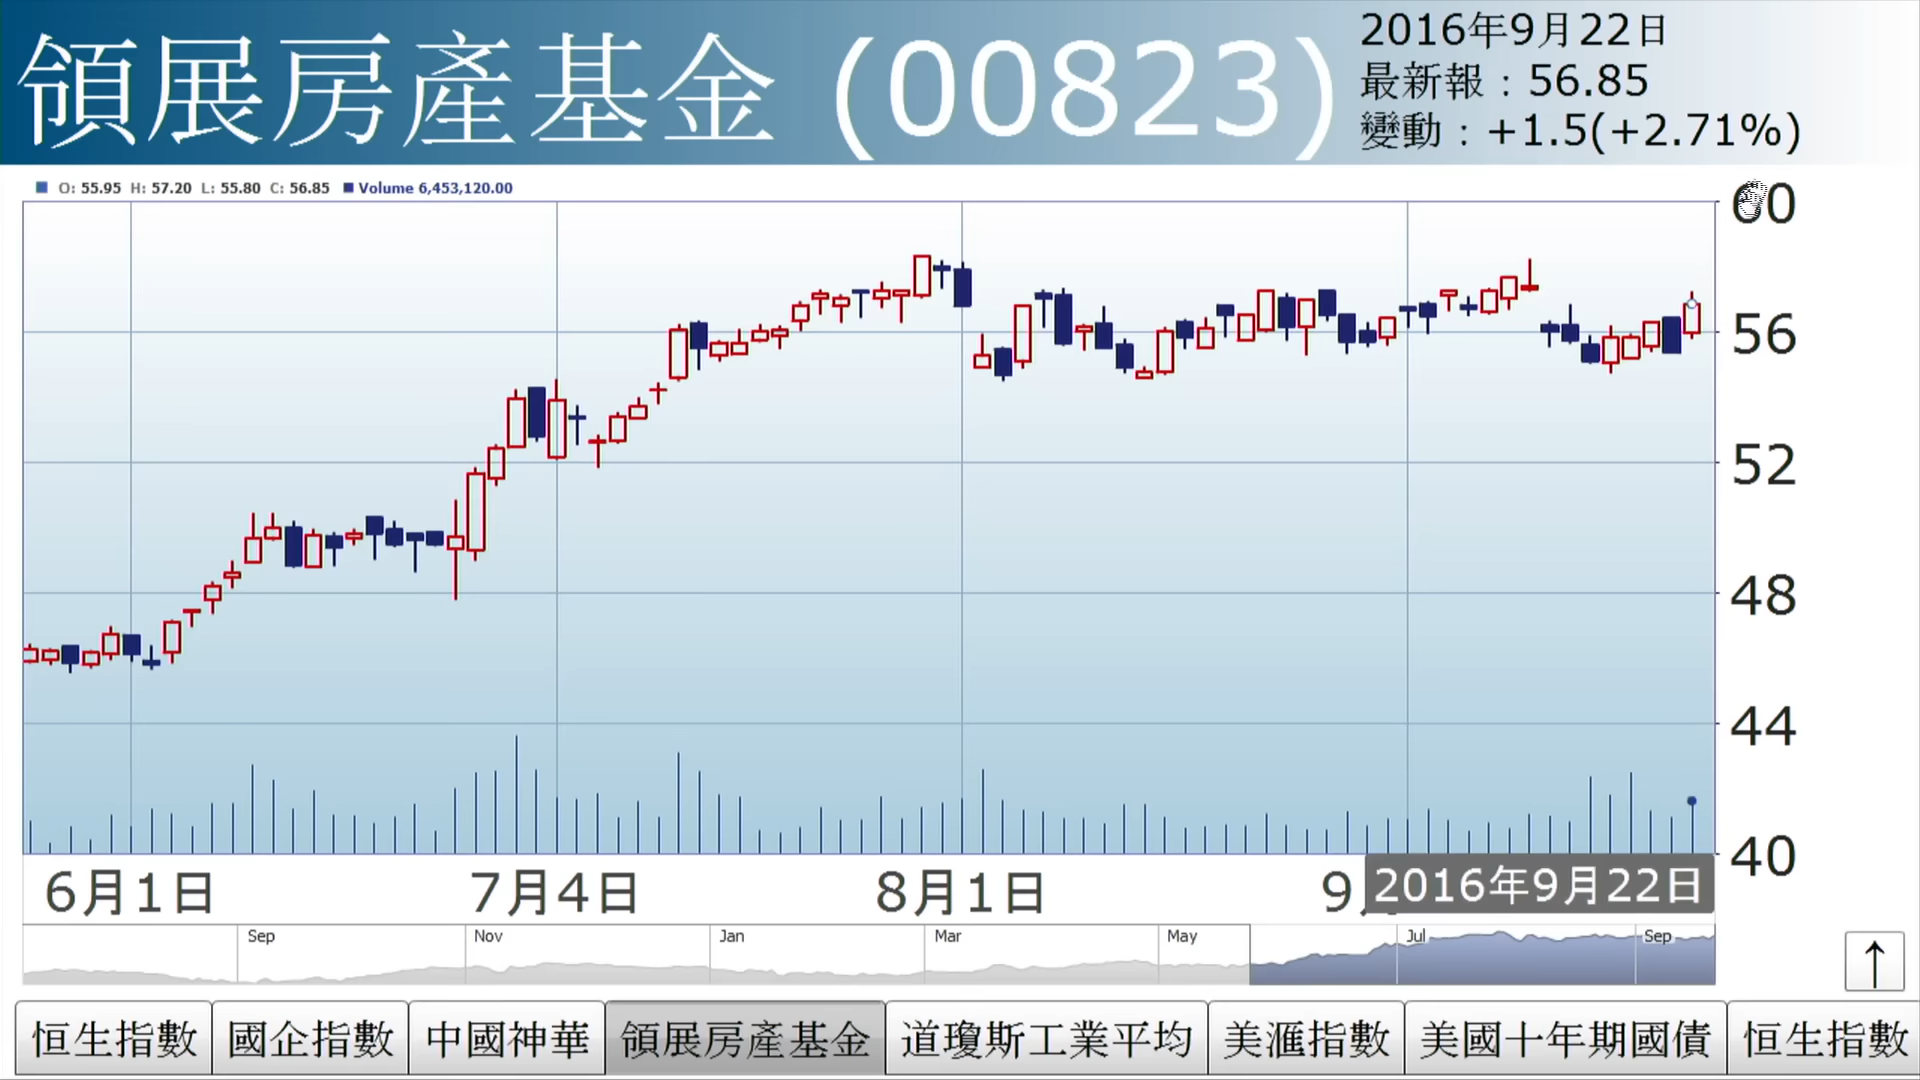 領展房產基金 (00823)
2016年9月22日
最新報：56.85
變動：+1.5(+2.71%)
O: 55.95 H: 57.20 L: 55.80 C: 56.85 Volume 6,453,120.00
60
56
52
48
44
40
6月1日 7月4日 8月1日 9 2016年9月22日
Sep Nov Jan Mar May Jul Sep
↑
恒生指數 國企指數 中國神華 領展房產基金 道瓊斯工業平均 美滙指數 美國十年期國債 恒生指數